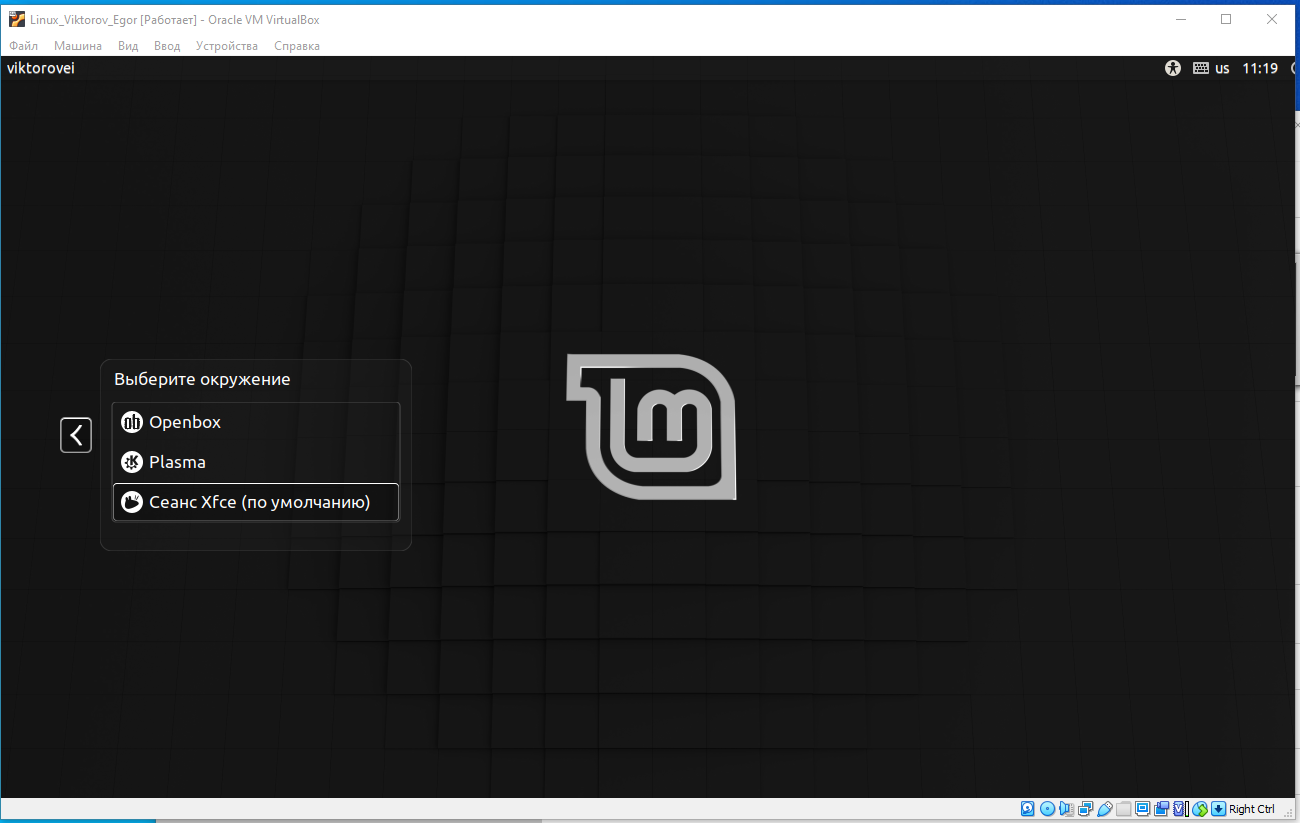 Linux_Viktorov_Egor [Работает] - Oracle VM VirtualBox
Файл Машина Вид Ввод Устройства Справка
viktorovei us 11:19
Выберите окружение
Openbox
Plasma
Сеанс Xfce (по умолчанию)
Right Ctrl